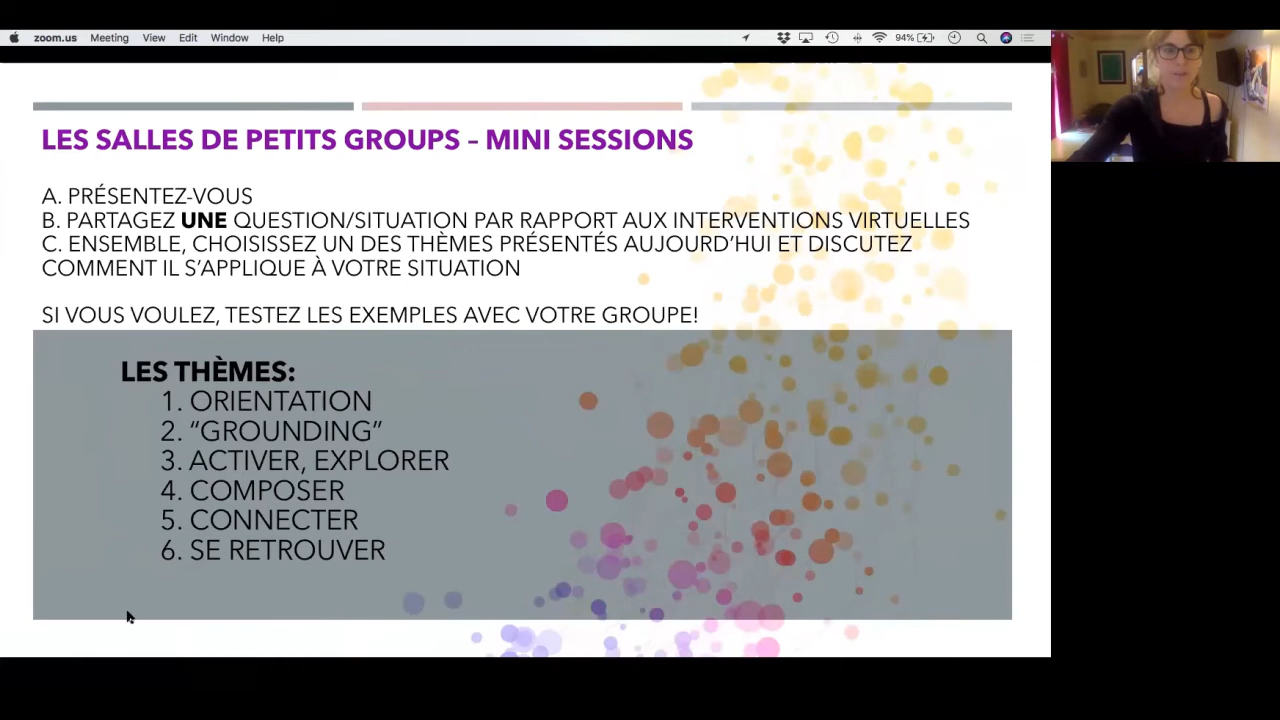 zoom.us Meeting View Edit Window Help 94%
LES SALLES DE PETITS GROUPS – MINI SESSIONS
A. PRÉSENTEZ-VOUS
B. PARTAGEZ UNE QUESTION/SITUATION PAR RAPPORT AUX INTERVENTIONS VIRTUELLES
C. ENSEMBLE, CHOISISSEZ UN DES THÈMES PRÉSENTÉS AUJOURD’HUI ET DISCUTEZ
COMMENT IL S’APPLIQUE À VOTRE SITUATION
SI VOUS VOULEZ, TESTEZ LES EXEMPLES AVEC VOTRE GROUPE!
LES THÈMES:
1. ORIENTATION
2. “GROUNDING”
3. ACTIVER, EXPLORER
4. COMPOSER
5. CONNECTER
6. SE RETROUVER